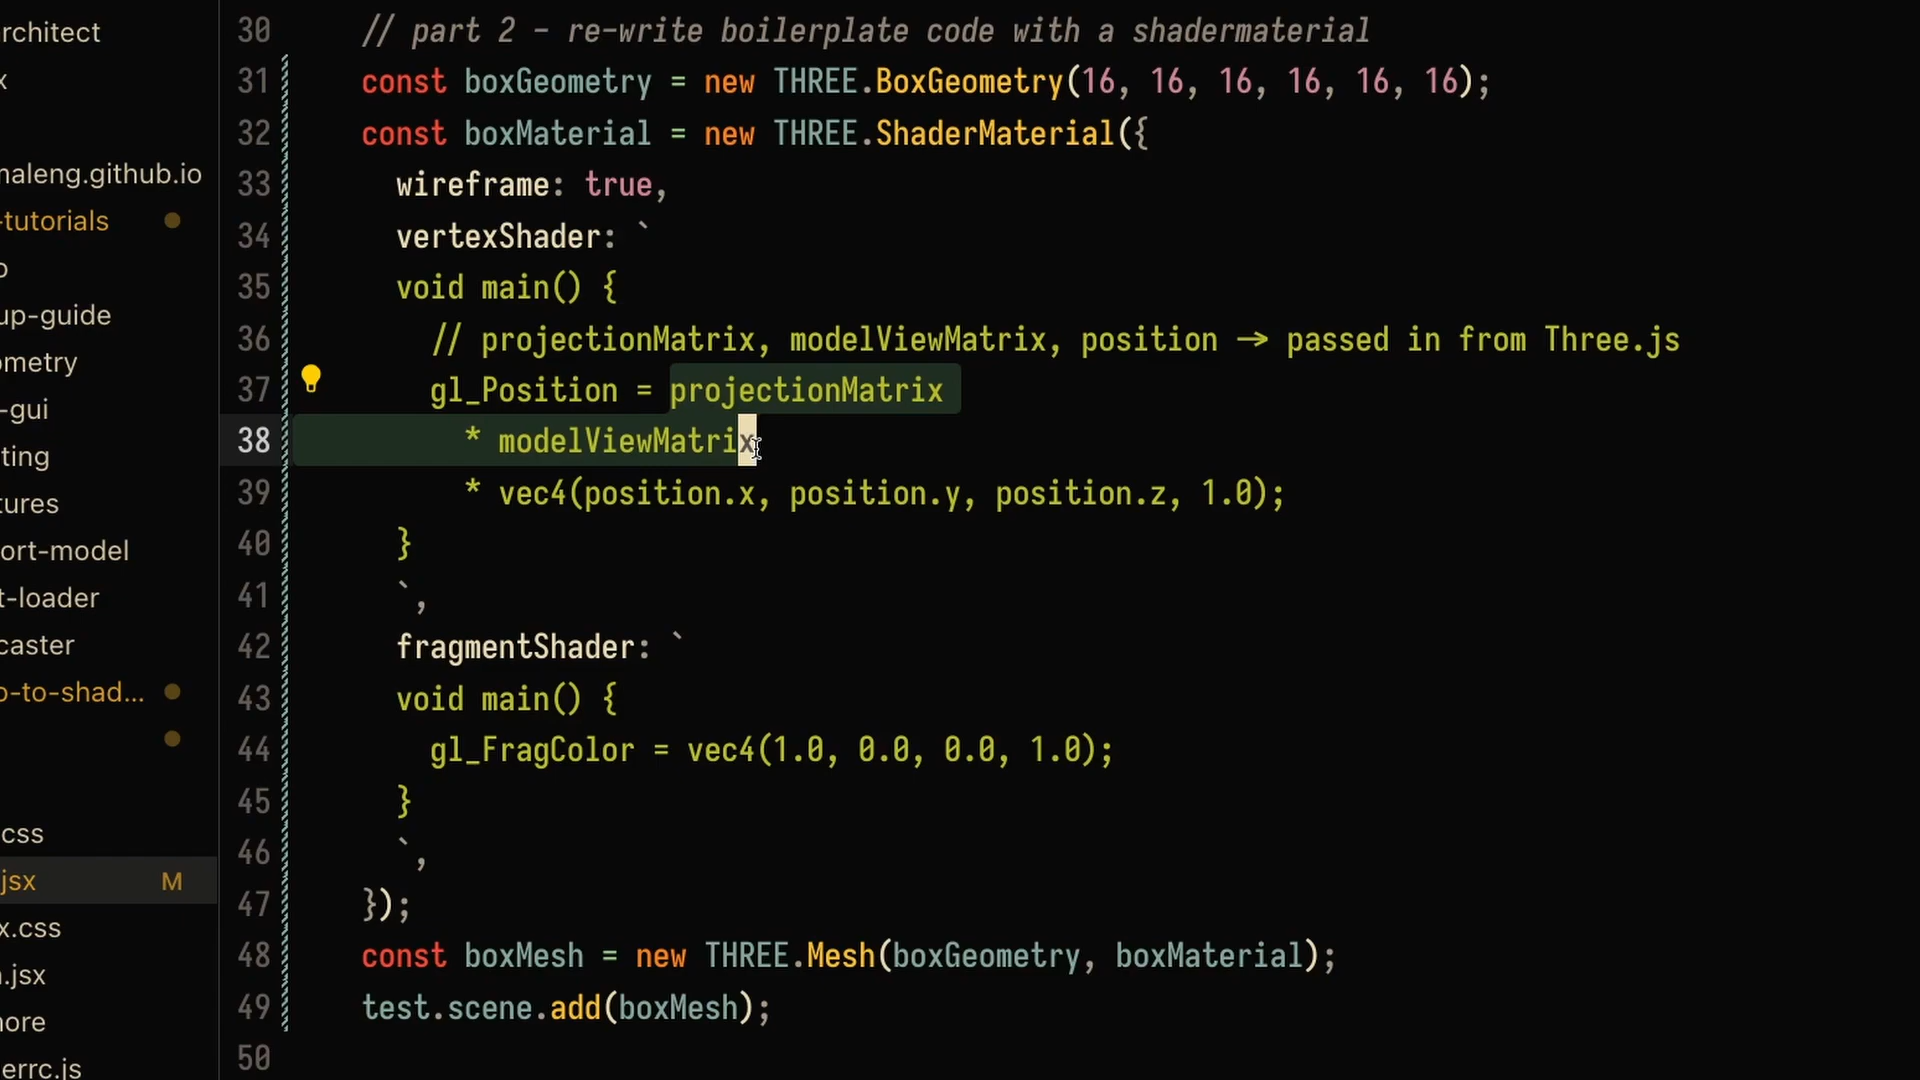 rchitect
x
naleng.github.io
-tutorials
o
up-guide
ometry
-gui
ting
tures
ort-model
t-loader
caster
o-to-shad...
css
jsx M
x.css
.jsx
nore
errc.js
30 // part 2 - re-write boilerplate code with a shadermaterial
31 const boxGeometry = new THREE.BoxGeometry(16, 16, 16, 16, 16, 16);
32 const boxMaterial = new THREE.ShaderMaterial({
33 wireframe: true,
34 vertexShader: `
35 void main() {
36 // projectionMatrix, modelViewMatrix, position -> passed in from Three.js
37 gl_Position = projectionMatrix
38 * modelViewMatrix
39 * vec4(position.x, position.y, position.z, 1.0);
40 }
41 `,
42 fragmentShader: `
43 void main() {
44 gl_FragColor = vec4(1.0, 0.0, 0.0, 1.0);
45 }
46 `,
47 });
48 const boxMesh = new THREE.Mesh(boxGeometry, boxMaterial);
49 test.scene.add(boxMesh);
50